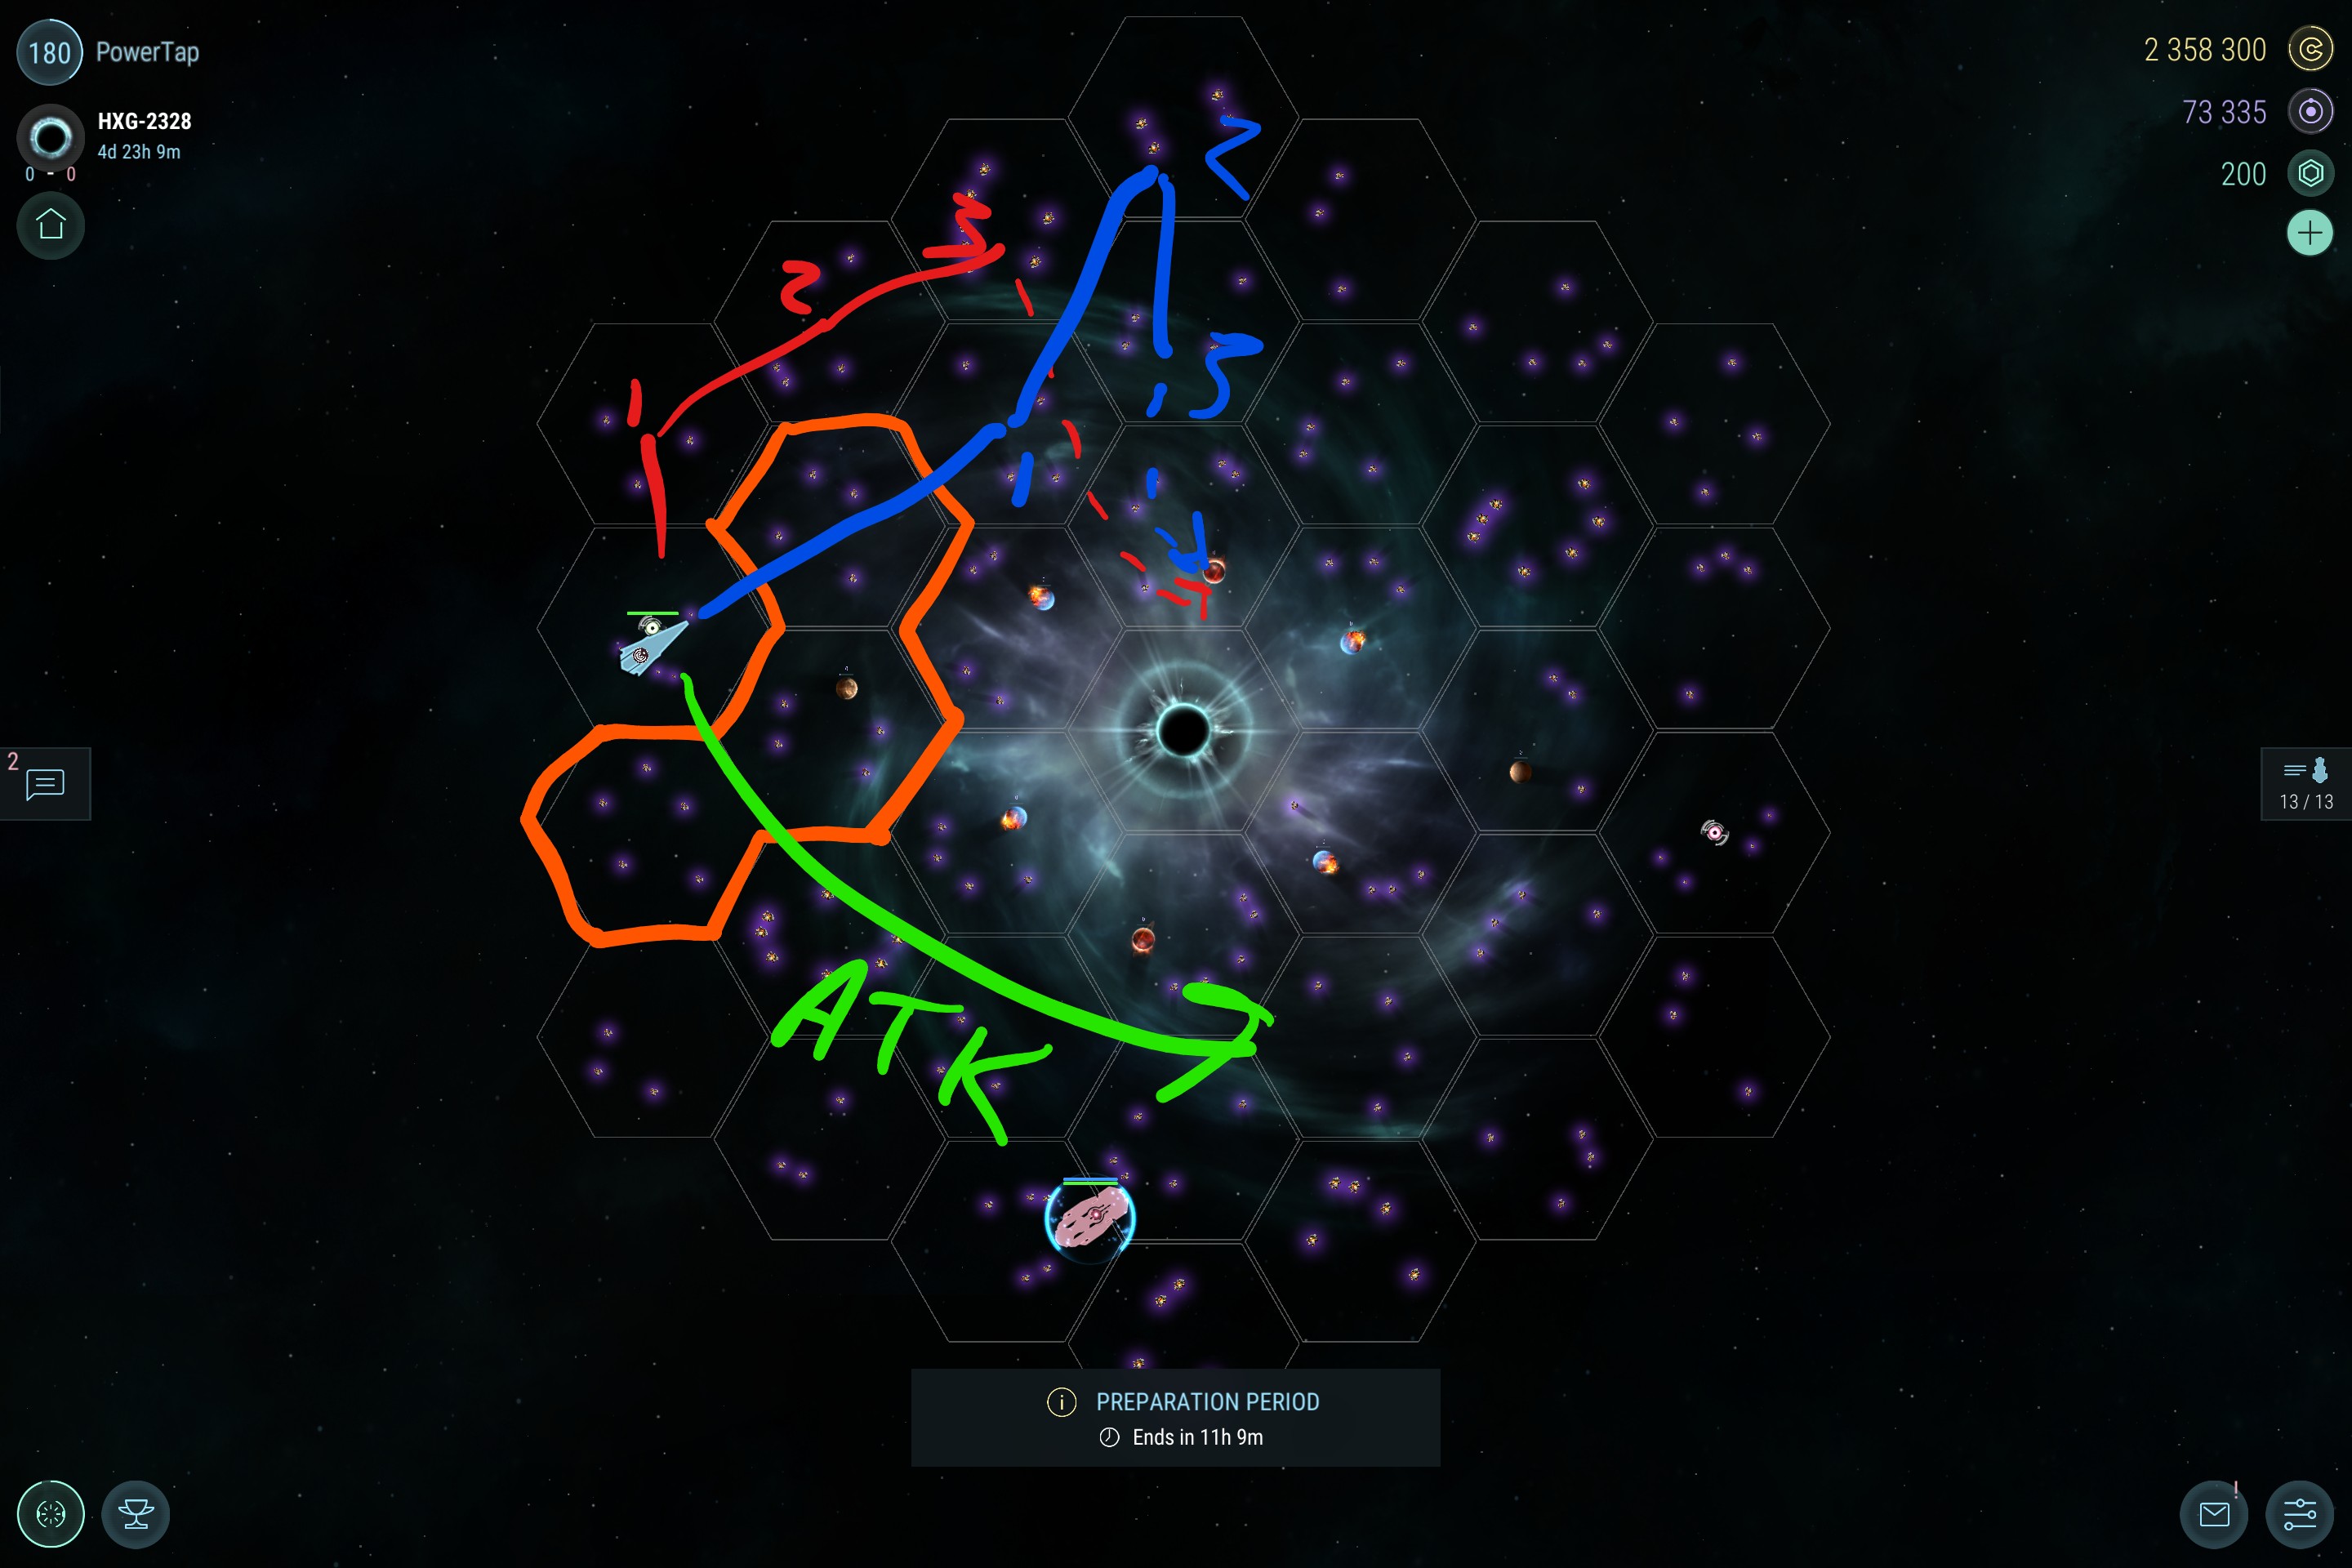 180 PowerTap
2 358 300
HXG-2328
4d 23h 9m
73 335
0 - 0
200
2
1
2
3
1
2
3
ATK
2
13 / 13
PREPARATION PERIOD
Ends in 11h 9m
!